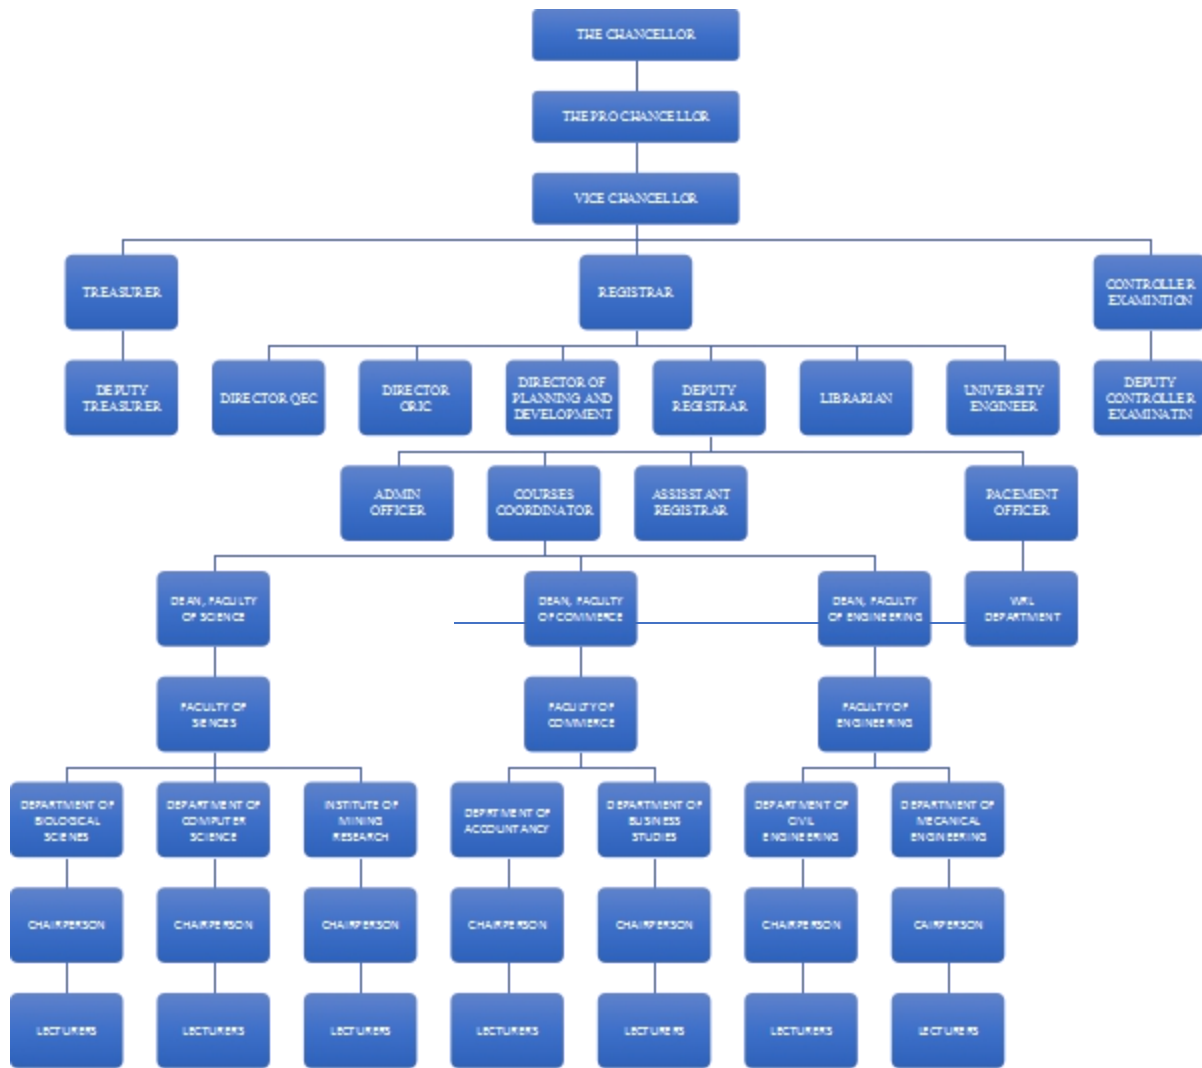 THE CHANCELLOR
THE PRO CHANCELLOR
VICE CHANCELLOR
TREASURER
REGISTRAR
CONTROLLER
EXAMINTION
DEPUTY
TREASURER
DIRECTOR QEC
DIRECTOR
ORIC
DIRECTOR OF
PLANNING AND
DEVELOPMENT
DEPUTY
REGISTRAR
LIBRARIAN
UNIVERSITY
ENGINEER
DEPUTY
CONTROLLER
EXAMINATIN
ADMIN
OFFICER
COURSES
COORDINATOR
ASSISSTANT
REGISTRAR
PACEMENT
OFFICER
DEAN, FACULTY
OF SCIENCE
DEAN, FACULTY
OF COMMERCE
DEAN, FACULTY
OF ENGINEERING
WRL
DEPARTMENT
FACULTY OF
SIENCES
FACULTY OF
COMMERCE
FACULTY OF
ENGINEERING
DEPARTMENT OF
BIOLOGICAL
SCIENES
DEPARTMENT OF
COMPUTER
SCIENCE
INSTITUTE OF
MINING
RESEARCH
DEPRTMENT OF
ACCOUNTANCY
DEPARTMENT OF
BUSINESS
STUDIES
DEPARTMENT OF
CIVIL
ENGINEERING
DEPARTMENT OF
MECANICAL
ENGINEERING
CHAIRPERSON
CHAIRPERSON
CHAIRPERSON
CHAIRPERSON
CHAIRPERSON
CHAIRPERSON
CAIRPERSON
LECTURERS
LECTURERS
LECTURERS
LECTURERS
LECTURERS
LECTURERS
LECTURERS